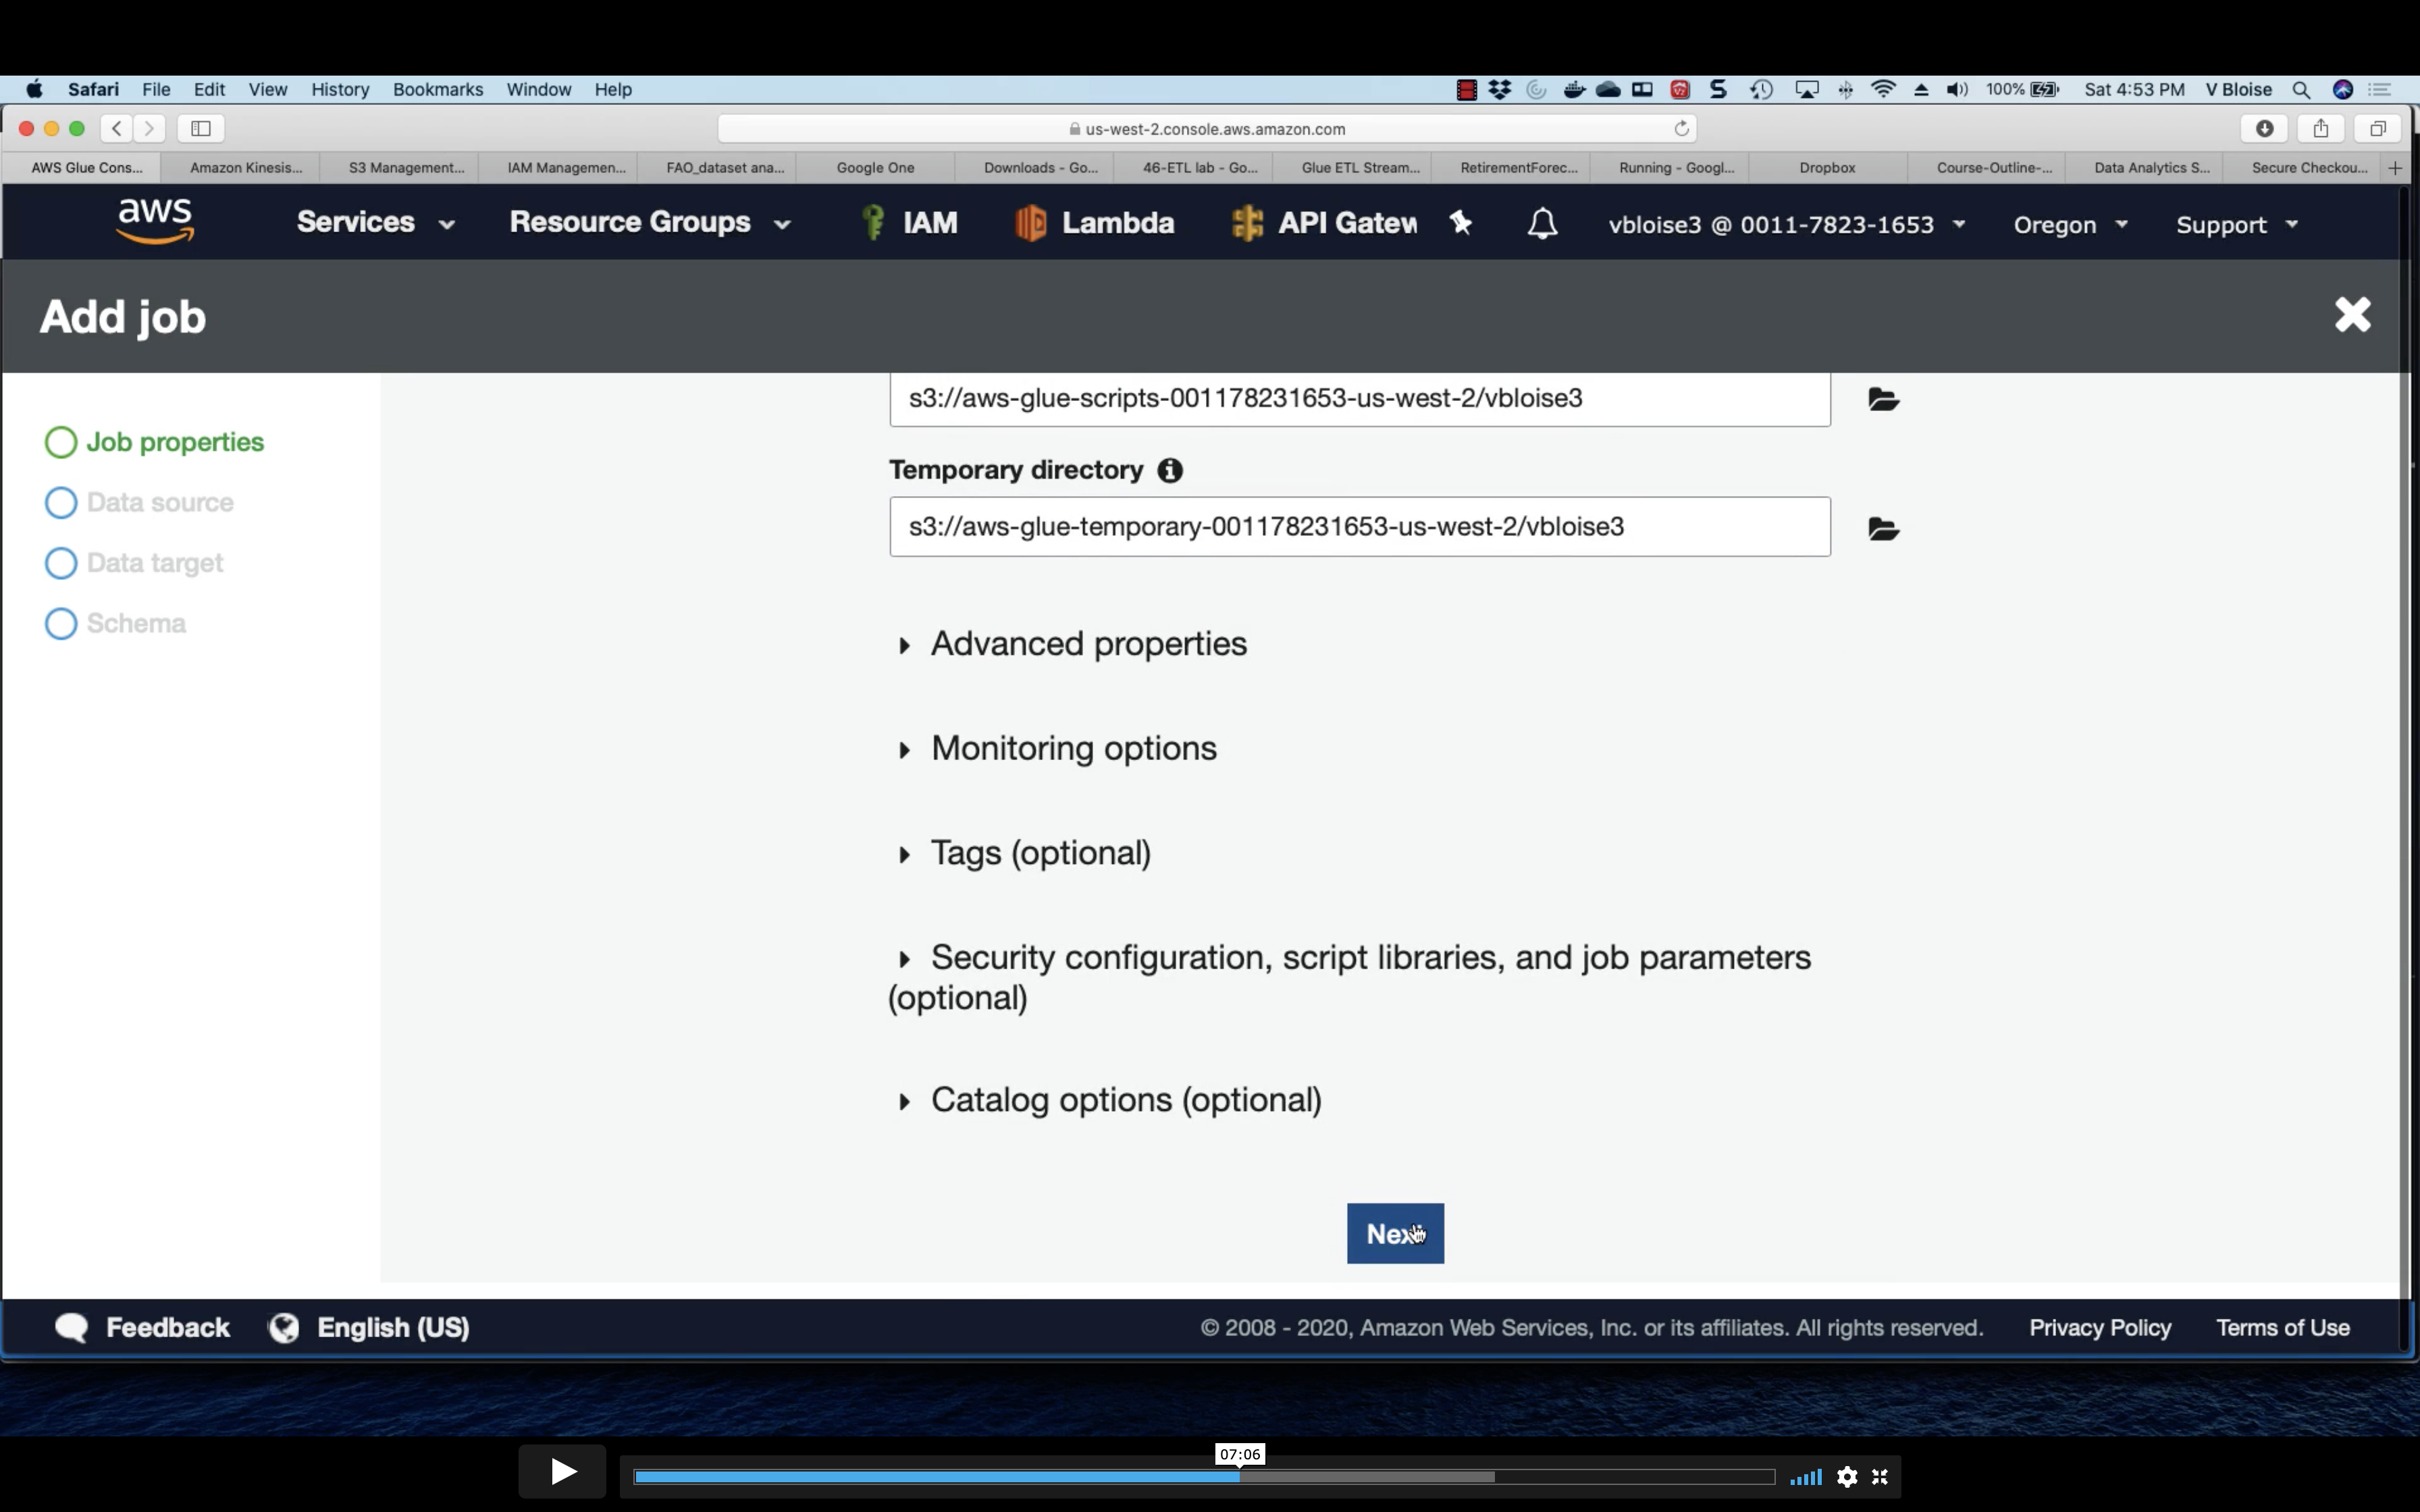 Safari File Edit View History Bookmarks Window Help 100% Sat 4:53 PM V Bloise
us-west-2.console.aws.amazon.com
AWS Glue Cons... Amazon Kinesis... S3 Management... IAM Managemen... FAO_dataset ana... Google One Downloads - Go... 46-ETL lab - Go... Glue ETL Stream... RetirementForec... Running - Googl... Dropbox Course-Outline-... Data Analytics S... Secure Checkou...
aws Services Resource Groups IAM Lambda API Gatew vbloise3 @ 0011-7823-1653 Oregon Support
Add job
Job properties
Data source
Data target
Schema
s3://aws-glue-scripts-001178231653-us-west-2/vbloise3
Temporary directory
s3://aws-glue-temporary-001178231653-us-west-2/vbloise3
Advanced properties
Monitoring options
Tags (optional)
Security configuration, script libraries, and job parameters
(optional)
Catalog options (optional)
Next
Feedback English (US) © 2008 - 2020, Amazon Web Services, Inc. or its affiliates. All rights reserved. Privacy Policy Terms of Use
07:06